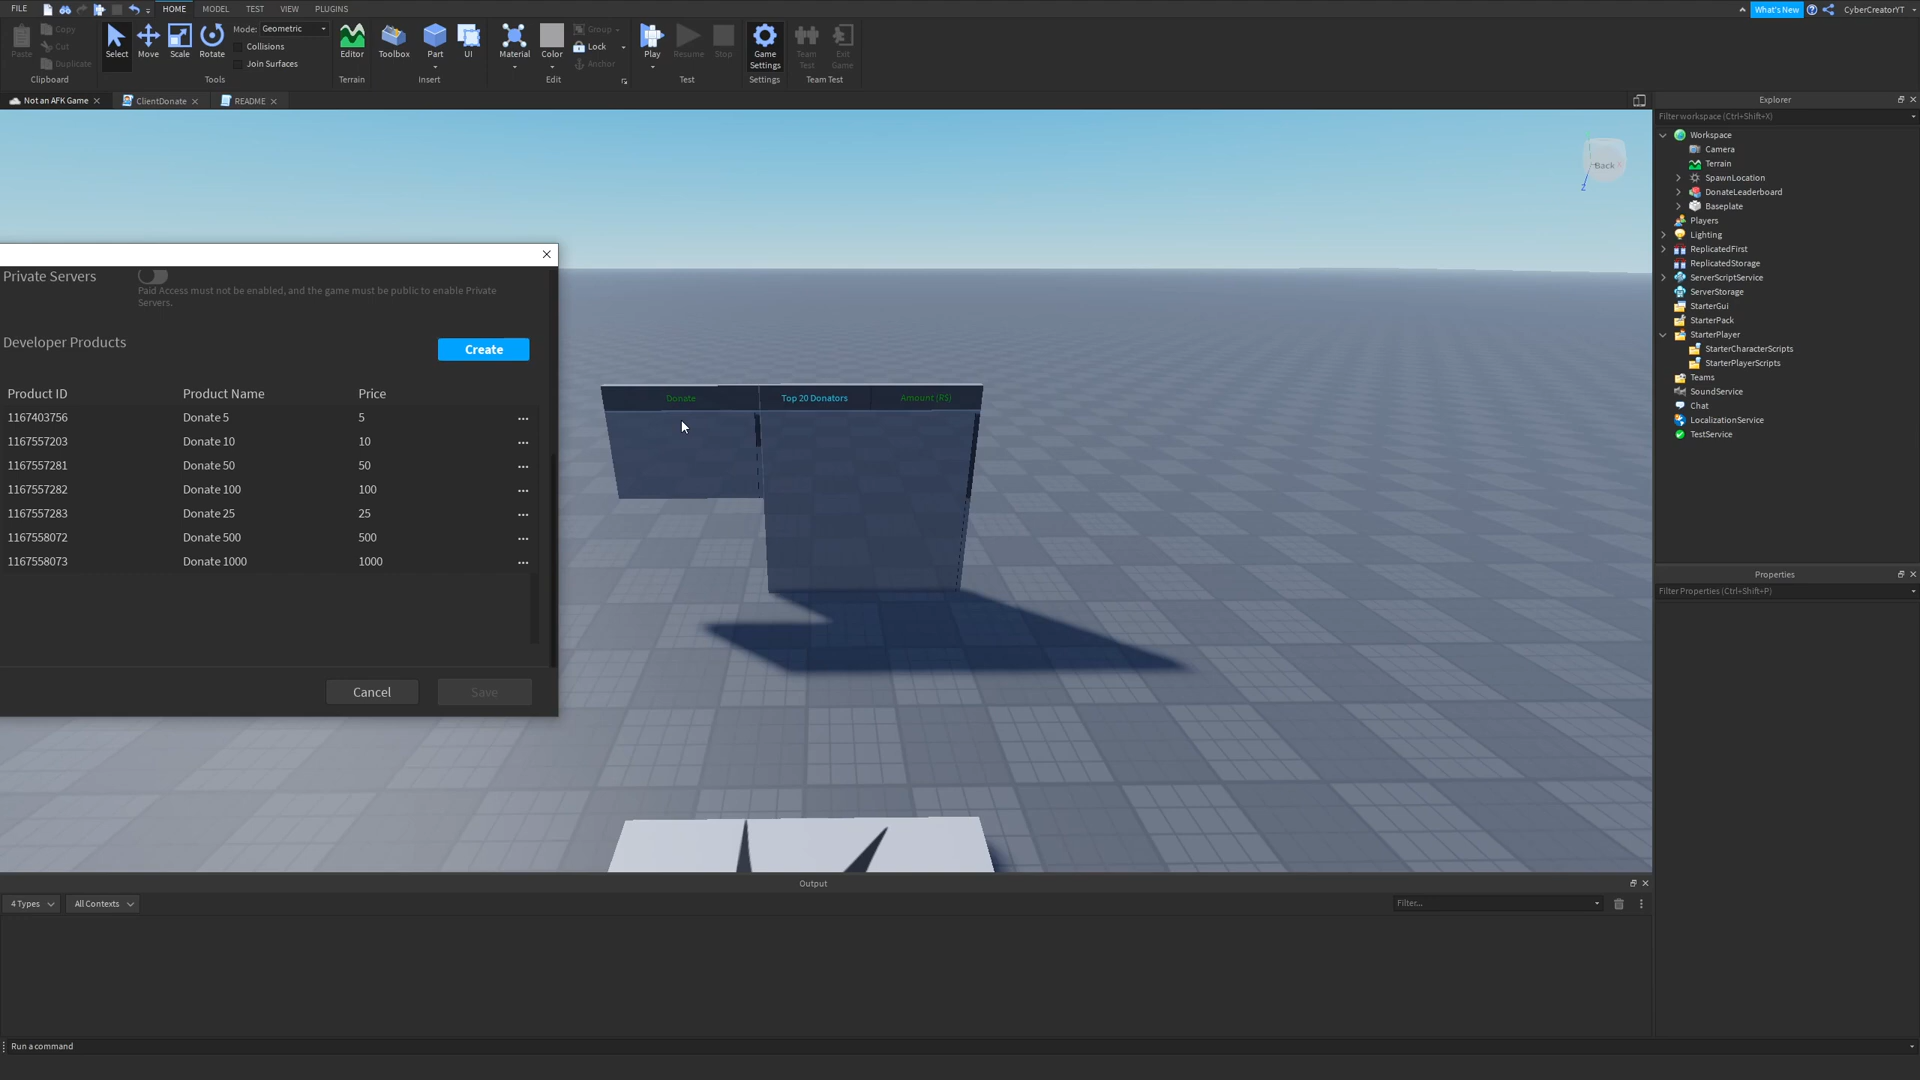 FILE HOME MODEL TEST VIEW PLUGINS What's New CyberCreatorYT
Paste Copy Cut Duplicate Clipboard
Select Move Scale Rotate Mode: Geometric Collisions Join Surfaces Tools
Editor Terrain
Toolbox Part UI Insert
Material Color Group Lock Anchor Edit
Play Resume Stop Test
Game Settings Settings
Team Test Exit Game Team Test
Not an AFK Game ClientDonate README
Private Servers
Paid Access must not be enabled, and the game must be public to enable Private
Servers.
Developer Products Create
Product ID Product Name Price
1167403756 Donate 5 5 ...
1167557203 Donate 10 10 ...
1167557281 Donate 50 50 ...
1167557282 Donate 100 100 ...
1167557283 Donate 25 25 ...
1167558072 Donate 500 500 ...
1167558073 Donate 1000 1000 ...
Cancel Save
Donate Top 20 Donators Amount (R$)
Back
Z
Explorer
Filter workspace (Ctrl+Shift+X)
Workspace
Camera
Terrain
SpawnLocation
DonateLeaderboard
Baseplate
Players
Lighting
ReplicatedFirst
ReplicatedStorage
ServerScriptService
ServerStorage
StarterGui
StarterPack
StarterPlayer
StarterCharacterScripts
StarterPlayerScripts
Teams
SoundService
Chat
LocalizationService
TestService
Properties
Filter Properties (Ctrl+Shift+P)
Output
4 Types All Contexts Filter...
Run a command